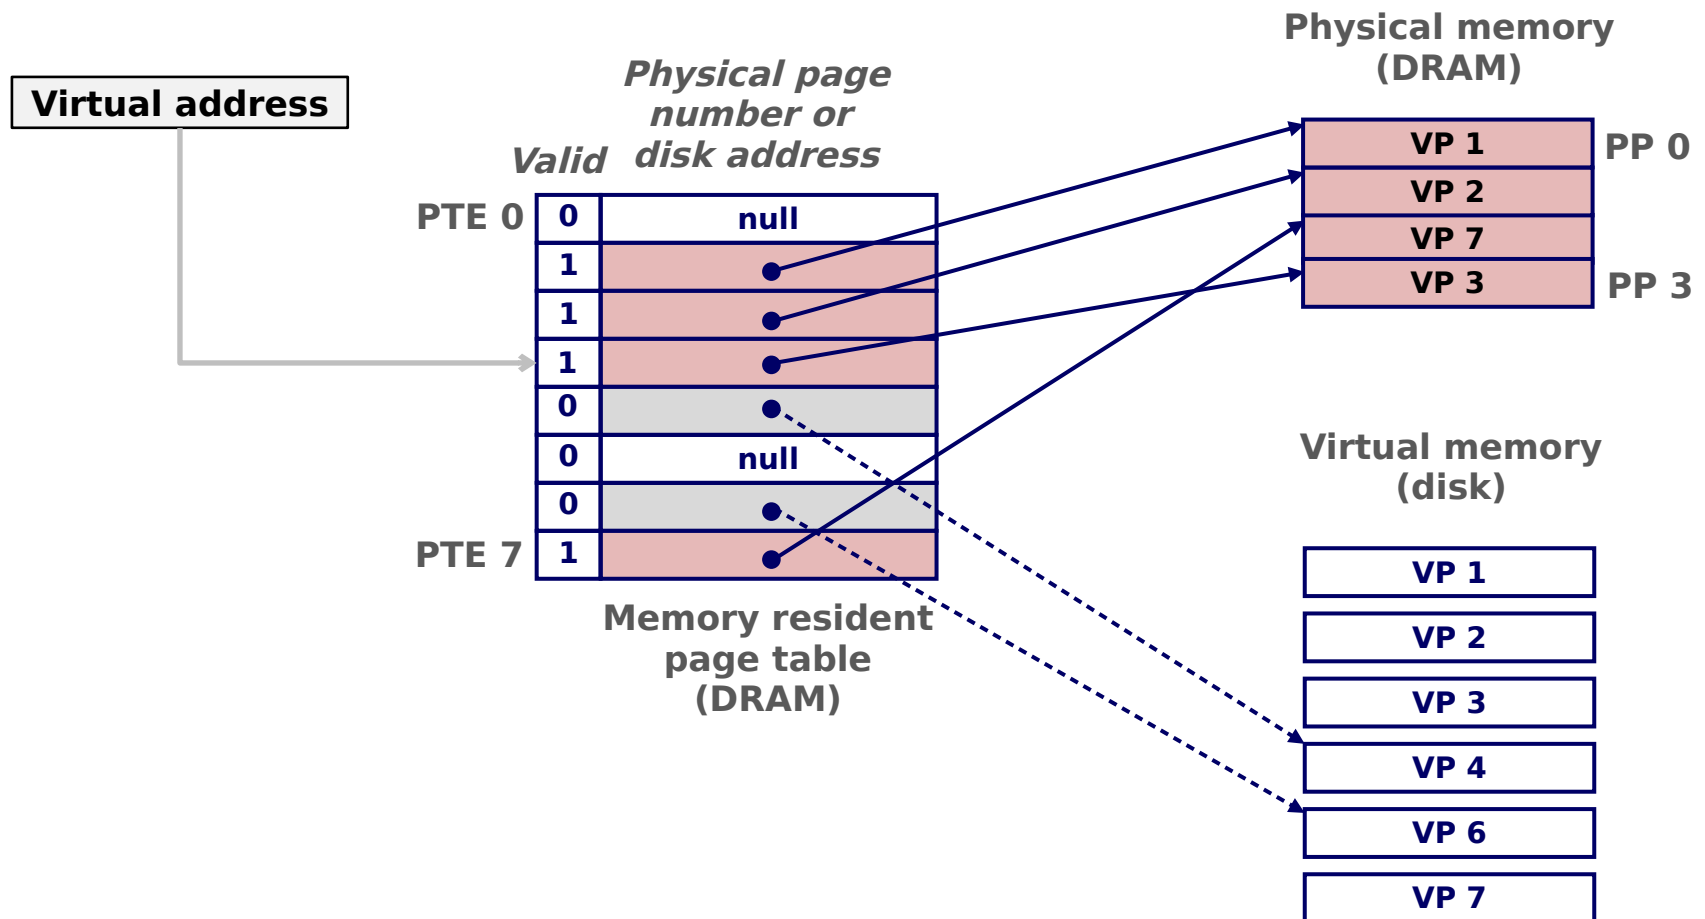 Physical memory
(DRAM)
Virtual address
Physical page
number or
disk address
Valid
PTE 0
0
null
1
1
1
0
0
null
0
PTE 7
1
Memory resident
page table
(DRAM)
VP 1
PP 0
VP 2
VP 7
VP 3
PP 3
Virtual memory
(disk)
VP 1
VP 2
VP 3
VP 4
VP 6
VP 7